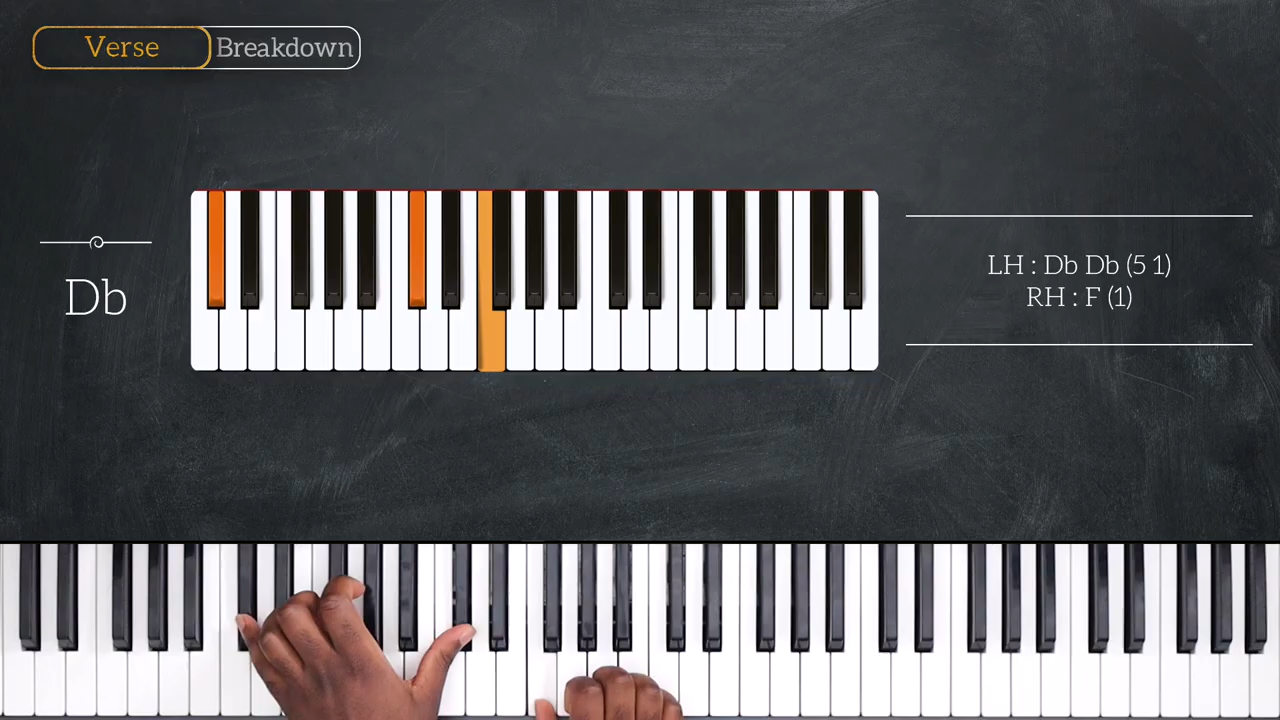 Verse Breakdown
Db
LH : Db Db (5 1)
RH : F (1)